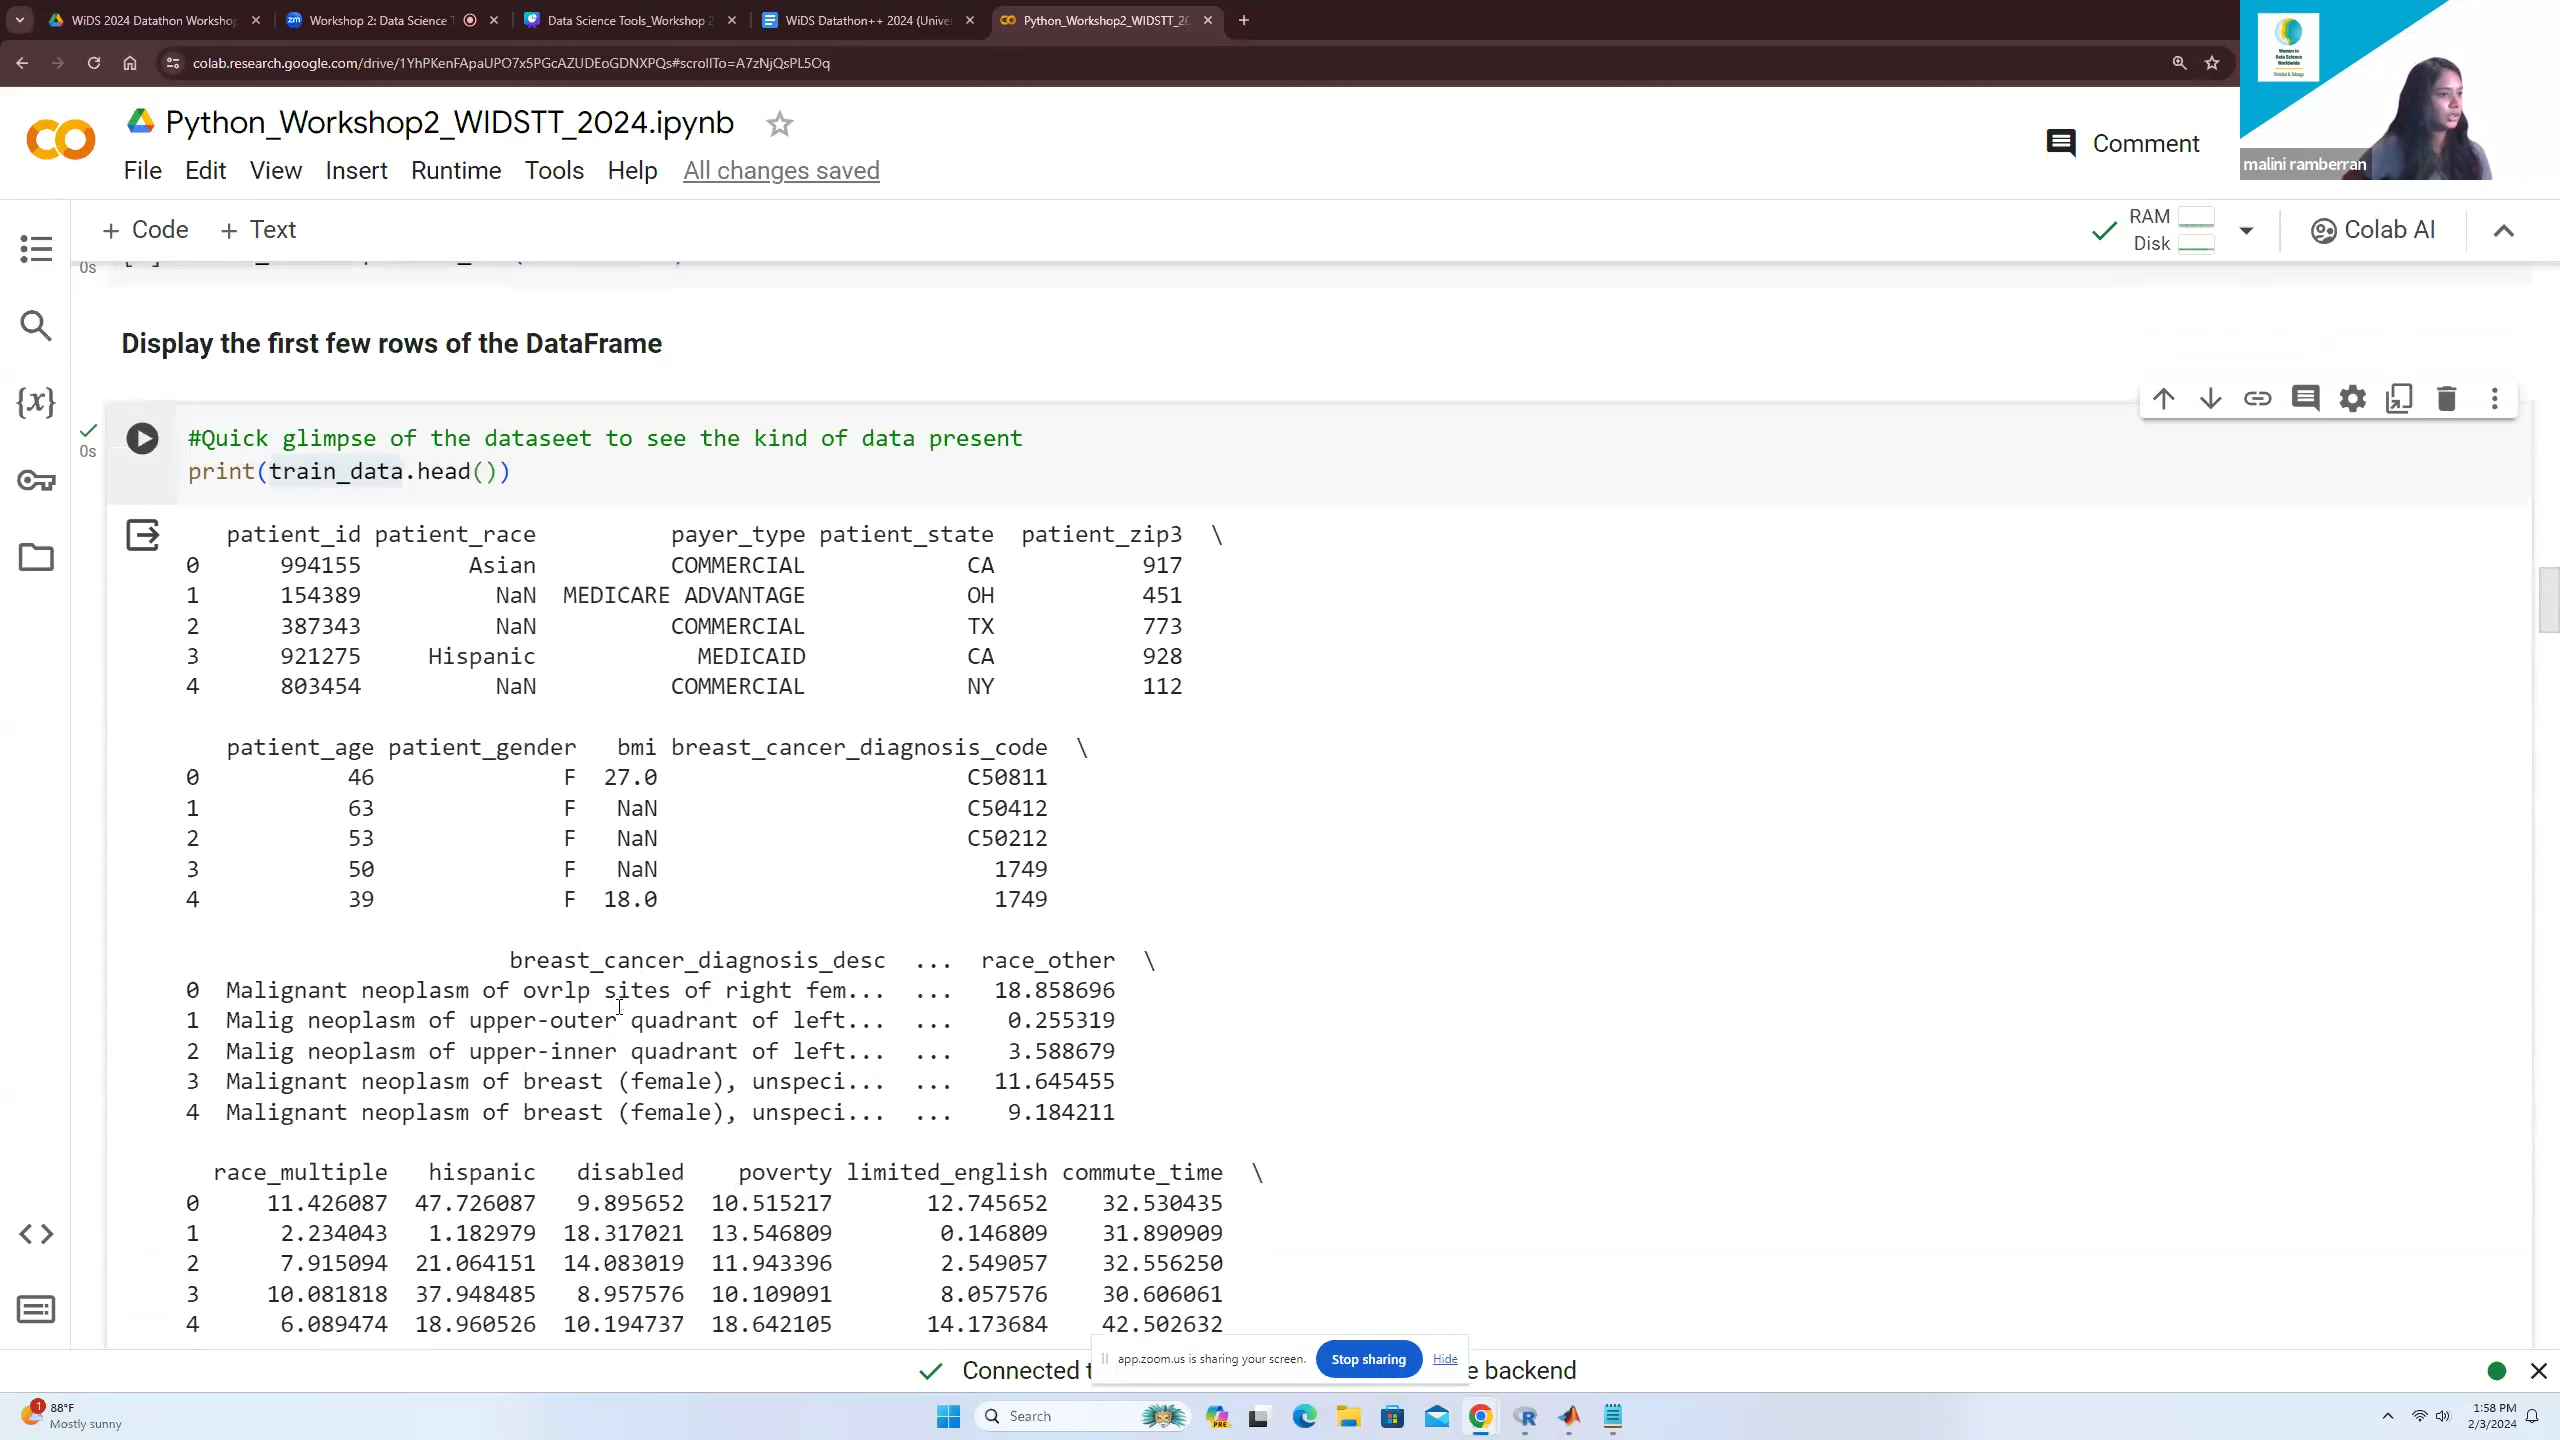 WiDS 2024 Datathon Workshop
Workshop 2: Data Science T
Data Science Tools_Workshop 2
WiDS Datathon++ 2024 (Unive
Python_Workshop2_WIDSTT_20
colab.research.google.com/drive/1YhPKenFApaUPO7x5PGcAZUDEoGDNXPQs#scrollTo=A7zNjQsPL5Oq
malini ramberran
Python_Workshop2_WIDSTT_2024.ipynb
Comment
File Edit View Insert Runtime Tools Help All changes saved
+ Code + Text
RAM
Disk
Colab AI
0s
Display the first few rows of the DataFrame
{x}
0s
#Quick glimpse of the dataseet to see the kind of data present
print(train_data.head())
patient_id patient_race payer_type patient_state patient_zip3 \
0 994155 Asian COMMERCIAL CA 917
1 154389 NaN MEDICARE ADVANTAGE OH 451
2 387343 NaN COMMERCIAL TX 773
3 921275 Hispanic MEDICAID CA 928
4 803454 NaN COMMERCIAL NY 112
patient_age patient_gender bmi breast_cancer_diagnosis_code \
0 46 F 27.0 C50811
1 63 F NaN C50412
2 53 F NaN C50212
3 50 F NaN 1749
4 39 F 18.0 1749
breast_cancer_diagnosis_desc ... race_other \
0 Malignant neoplasm of ovrlp sites of right fem... ... 18.858696
1 Malig neoplasm of upper-outer quadrant of left... ... 0.255319
2 Malig neoplasm of upper-inner quadrant of left... ... 3.588679
3 Malignant neoplasm of breast (female), unspeci... ... 11.645455
4 Malignant neoplasm of breast (female), unspeci... ... 9.184211
race_multiple hispanic disabled poverty limited_english commute_time \
0 11.426087 47.726087 9.895652 10.515217 12.745652 32.530435
1 2.234043 1.182979 18.317021 13.546809 0.146809 31.890909
2 7.915094 21.064151 14.083019 11.943396 2.549057 32.556250
3 10.081818 37.948485 8.957576 10.109091 8.057576 30.606061
4 6.089474 18.960526 10.194737 18.642105 14.173684 42.502632
Connected t
app.zoom.us is sharing your screen. Stop sharing Hide
e backend
88°F
Mostly sunny
Search
1:58 PM
2/3/2024